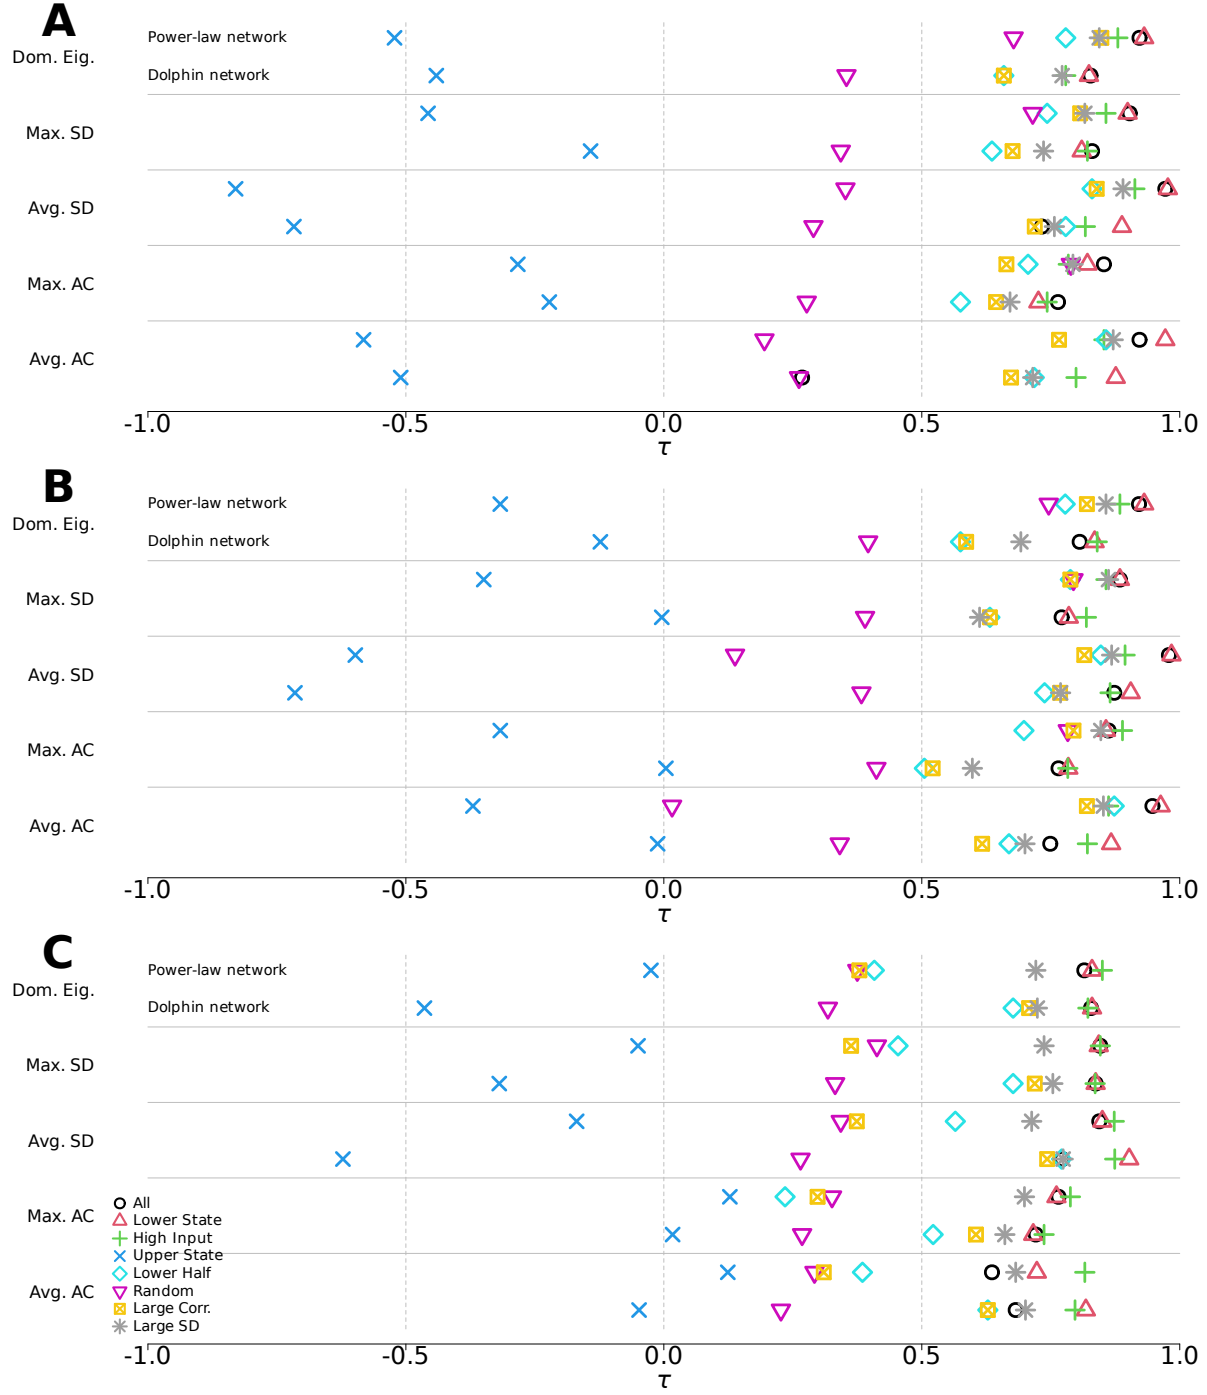 A
Power-law network
Dom. Eig.
Dolphin network
Max. SD
Avg. SD
Max. AC
Avg. AC
-1.0 -0.5 0.0 0.5 1.0
τ
B
Power-law network
Dom. Eig.
Dolphin network
Max. SD
Avg. SD
Max. AC
Avg. AC
-1.0 -0.5 0.0 0.5 1.0
τ
C
Power-law network
Dom. Eig.
Dolphin network
Max. SD
Avg. SD
Max. AC
Avg. AC
All
Lower State
High Input
Upper State
Lower Half
Random
Large Corr.
Large SD
-1.0 -0.5 0.0 0.5 1.0
τ